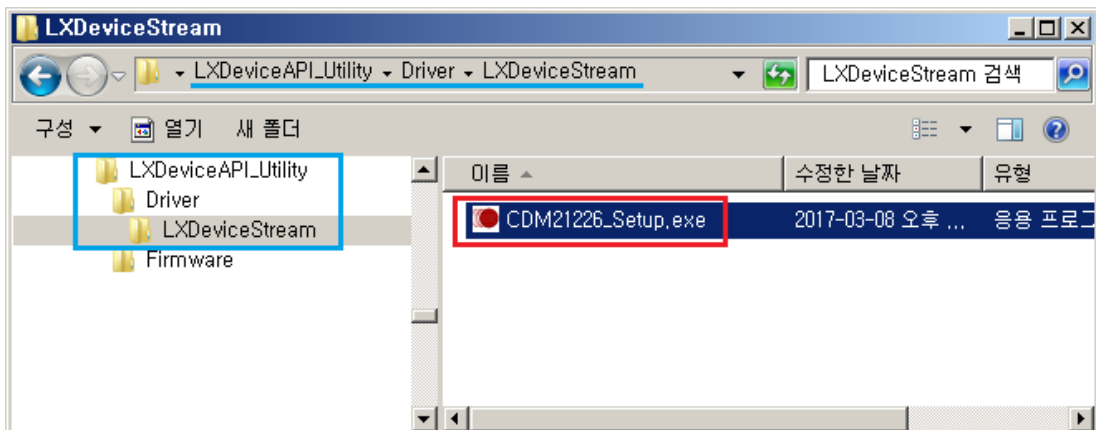 LXDeviceStream
LXDeviceAPI_Utility Driver LXDeviceStream
LXDeviceStream 검색
구성 열기 새 폴더
LXDeviceAPI_Utility
Driver
LXDeviceStream
Firmware
이름 수정한 날짜 유형
CDM21226_Setup.exe 2017-03-08 오후 ... 응용 프로그